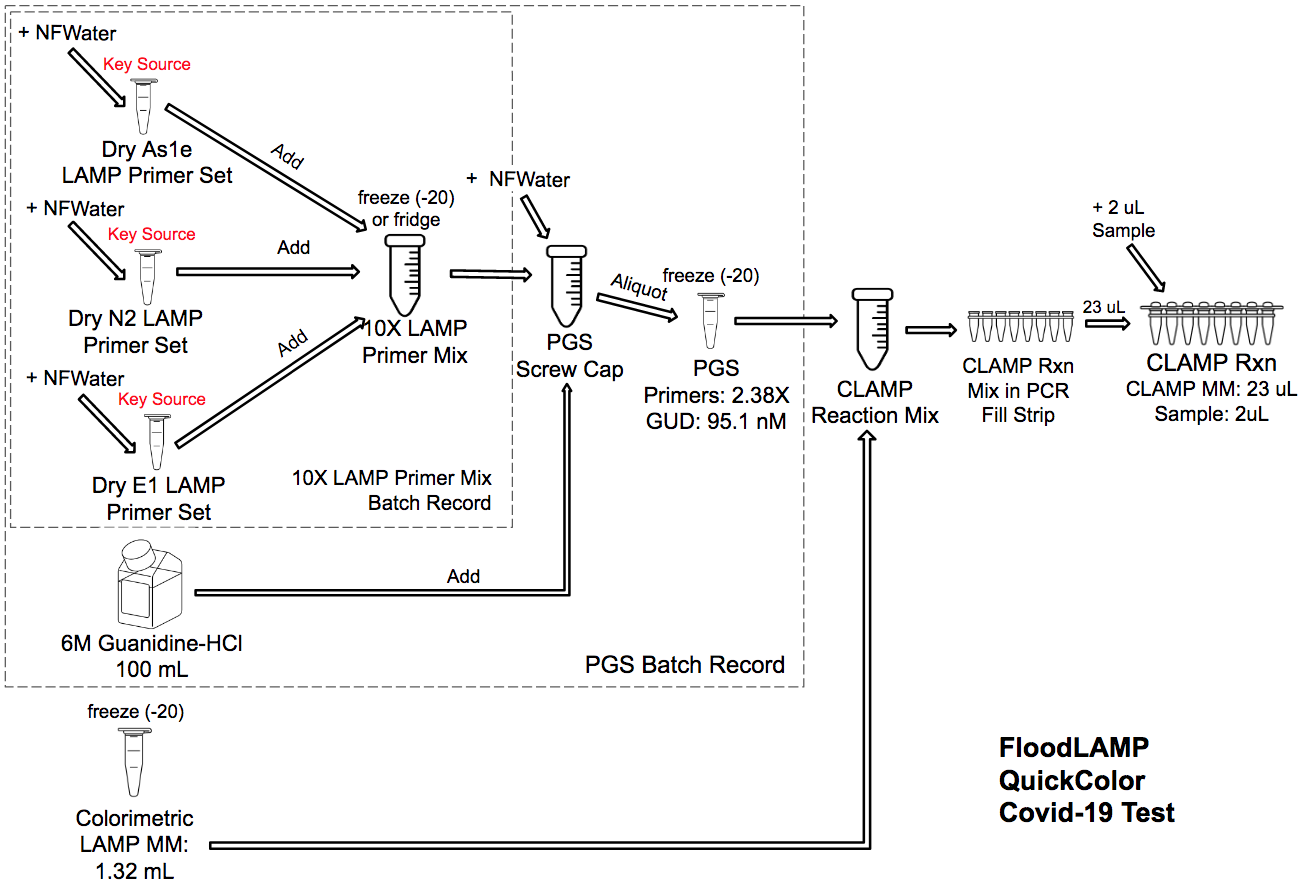 + NFWater
Key Source
Dry As1e
LAMP Primer Set
Add
+ NFWater
Key Source
Dry N2 LAMP
Primer Set
Add
+ NFWater
Key Source
Dry E1 LAMP
Primer Set
Add
freeze (-20)
or fridge
10X LAMP
Primer Mix
10X LAMP Primer Mix
Batch Record
+ NFWater
PGS
Screw Cap
Aliquot
freeze (-20)
PGS
Primers: 2.38X
GUD: 95.1 nM
6M Guanidine-HCl
100 mL
Add
PGS Batch Record
freeze (-20)
Colorimetric
LAMP MM:
1.32 mL
CLAMP
Reaction Mix
CLAMP Rxn
Mix in PCR
Fill Strip
23 uL
+ 2 uL
Sample
CLAMP Rxn
CLAMP MM: 23 uL
Sample: 2uL
FloodLAMP
QuickColor
Covid-19 Test